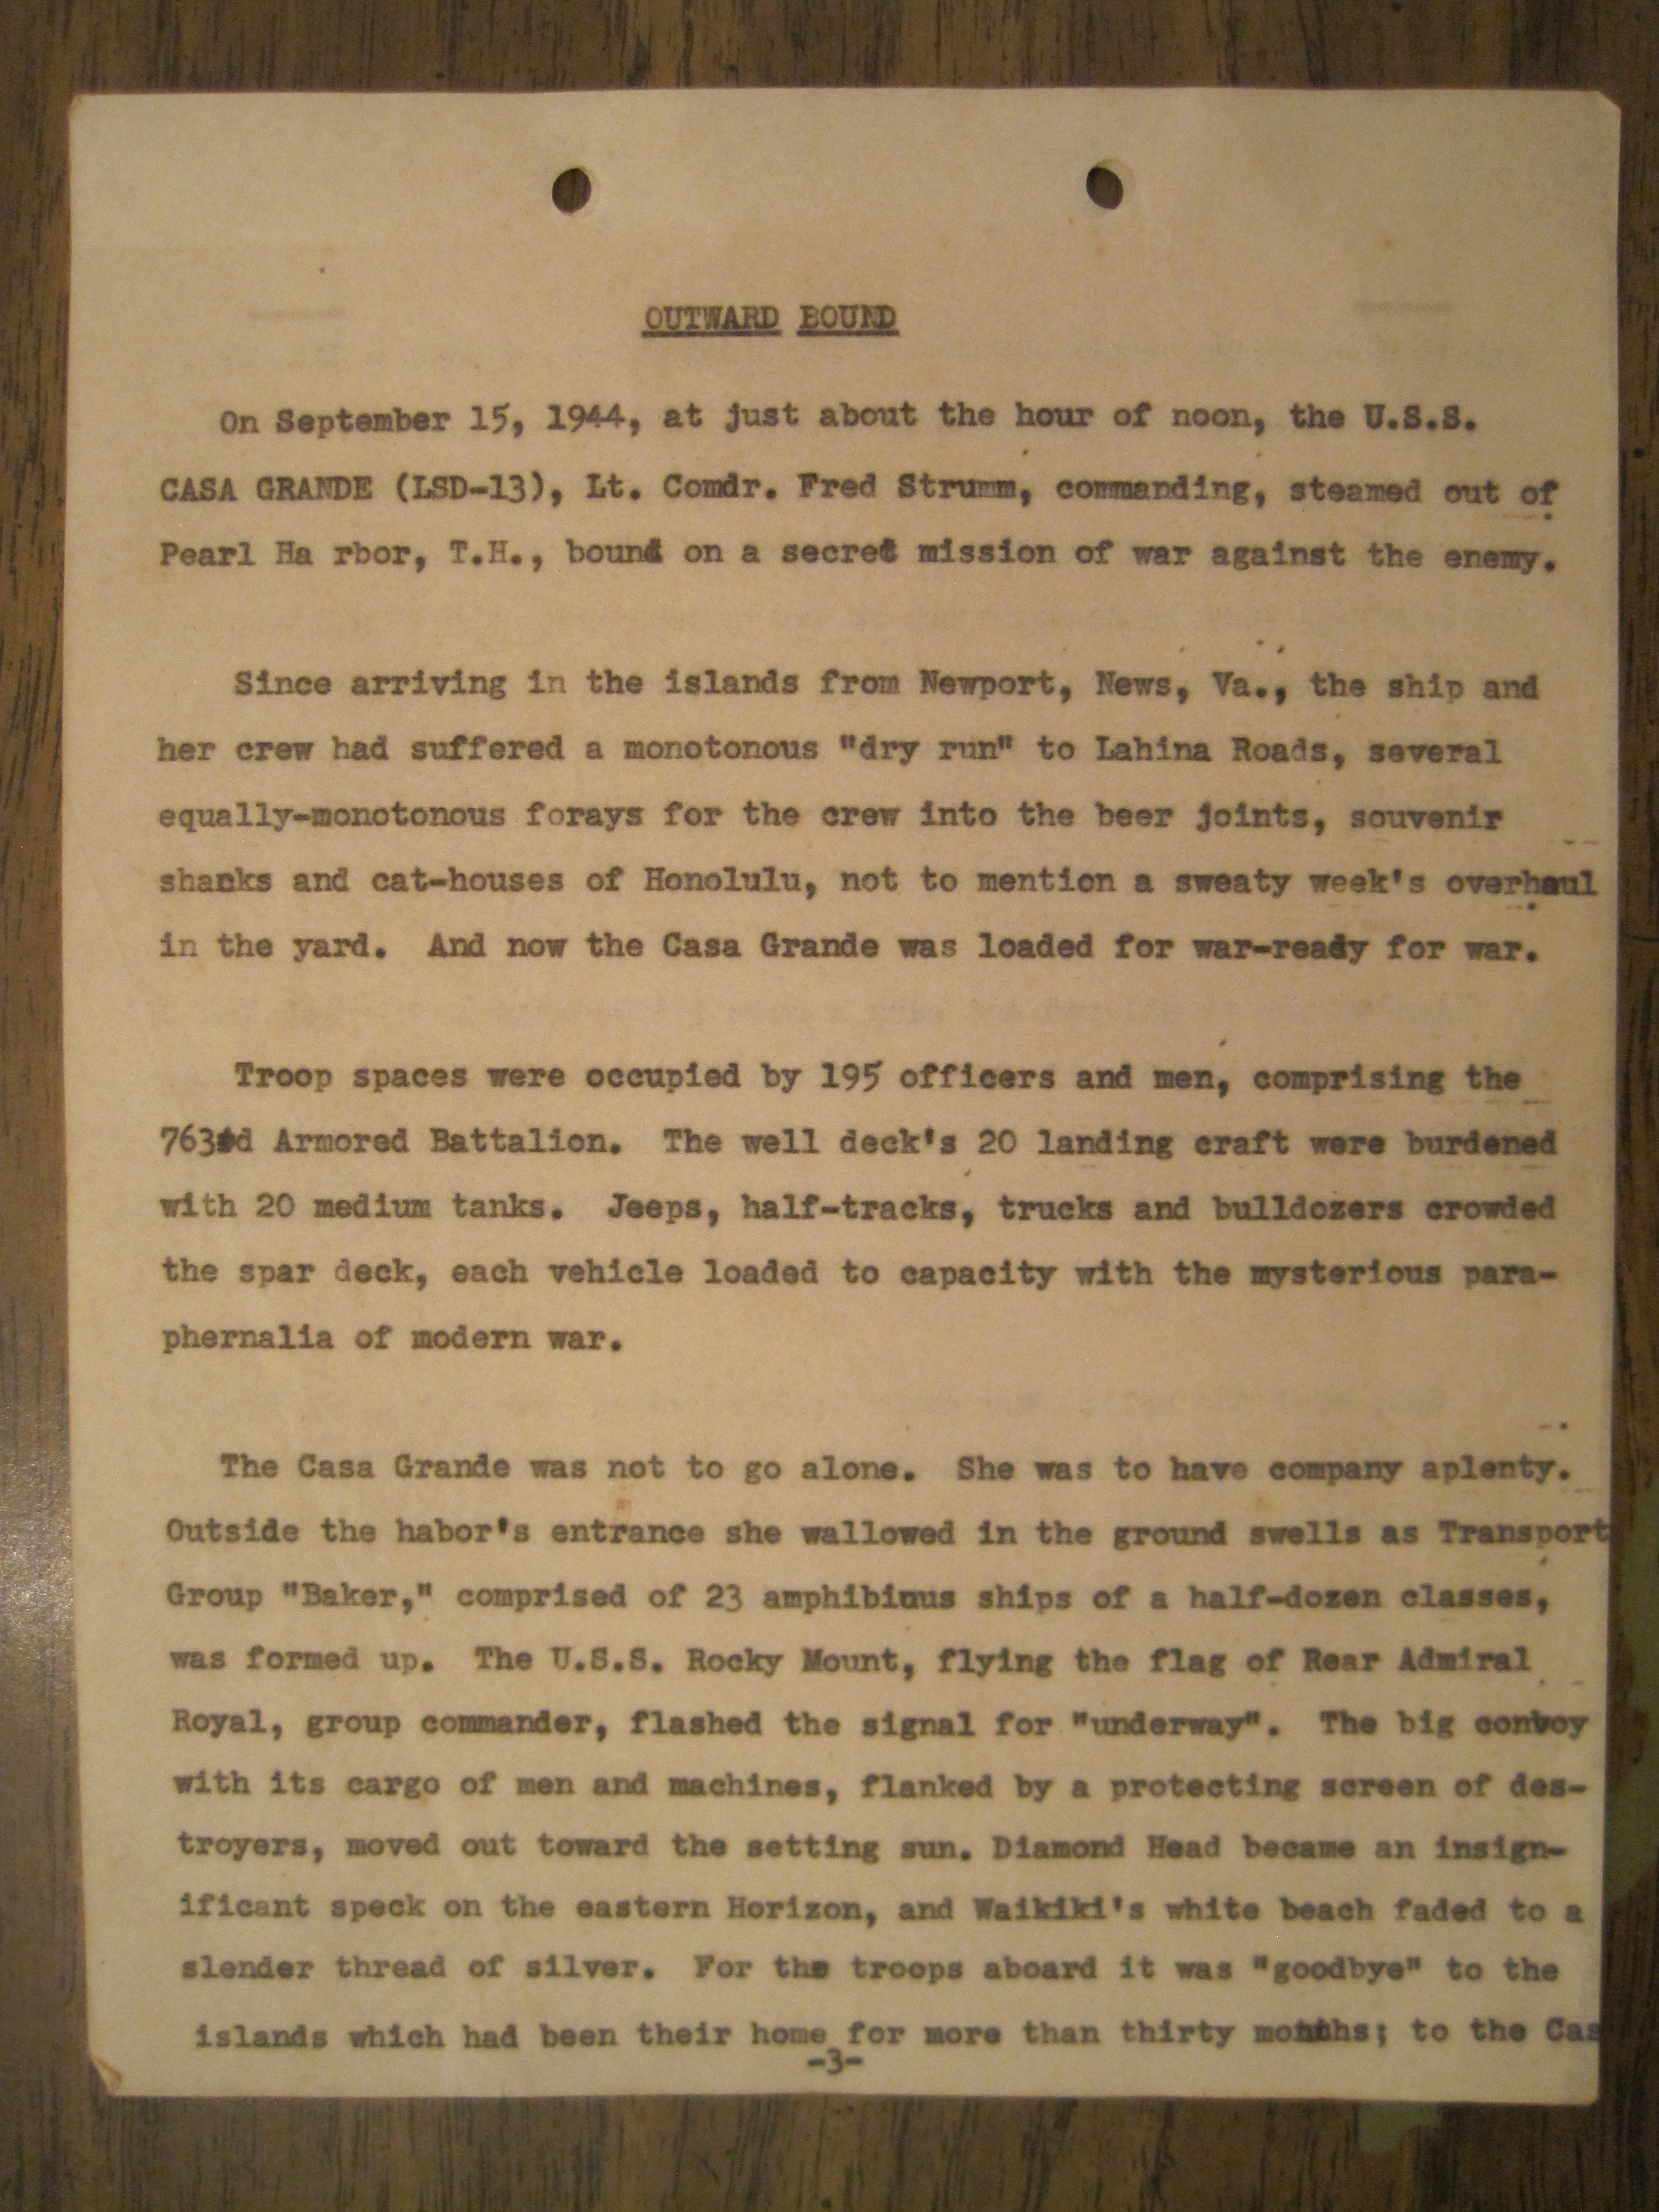 OUTWARD BOUND
On September 15, 1944, at just about the hour of noon, the U.S.S.
CASA GRANDE (LSD-13), Lt. Comdr. Fred Strumm, commanding, steamed out of
Pearl Ha rbor, T.H., bound on a secret mission of war against the enemy.
Since arriving in the islands from Newport, News, Va., the ship and
her crew had suffered a monotonous "dry run" to Lahina Roads, several
equally-monotonous forays for the crew into the beer joints, souvenir
shanks and cat-houses of Honolulu, not to mention a sweaty week's overhaul
in the yard. And now the Casa Grande was loaded for war-ready for war.
Troop spaces were occupied by 195 officers and men, comprising the
763rd Armored Battalion. The well deck's 20 landing craft were burdened
with 20 medium tanks. Jeeps, half-tracks, trucks and bulldozers crowded
the spar deck, each vehicle loaded to capacity with the mysterious para-
phernalia of modern war.
The Casa Grande was not to go alone. She was to have company aplenty.
Outside the habor's entrance she wallowed in the ground swells as Transport
Group "Baker," comprised of 23 amphibious ships of a half-dozen classes,
was formed up. The U.S.S. Rocky Mount, flying the flag of Rear Admiral
Royal, group commander, flashed the signal for "underway". The big convoy
with its cargo of men and machines, flanked by a protecting screen of des-
troyers, moved out toward the setting sun. Diamond Head became an insign-
ificant speck on the eastern Horizon, and Waikiki's white beach faded to a
slender thread of silver. For the troops aboard it was "goodbye" to the
islands which had been their home for more than thirty months; to the Cas
-3-